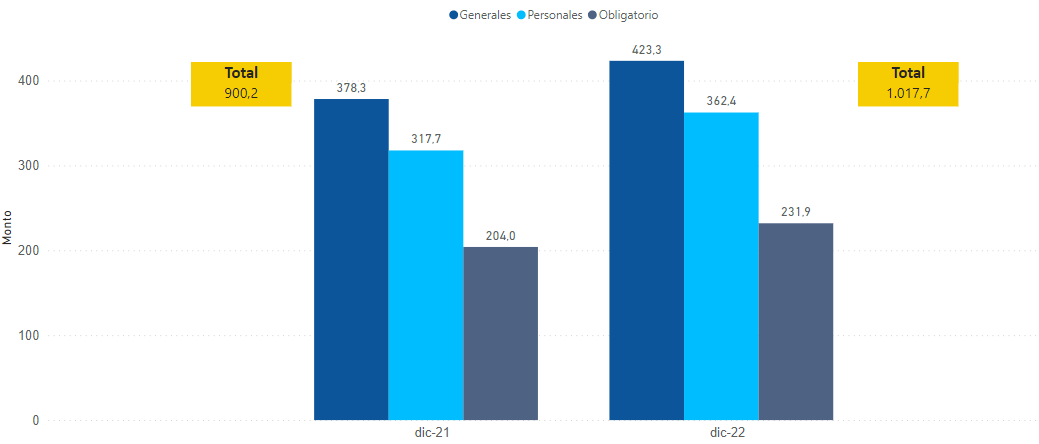 Generales Personales Obligatorio
423,3
Total
900,2
Total
1.017,7
400
378,3
362,4
317,7
300
231,9
204,0
200
Monto
100
0
dic-21
dic-22